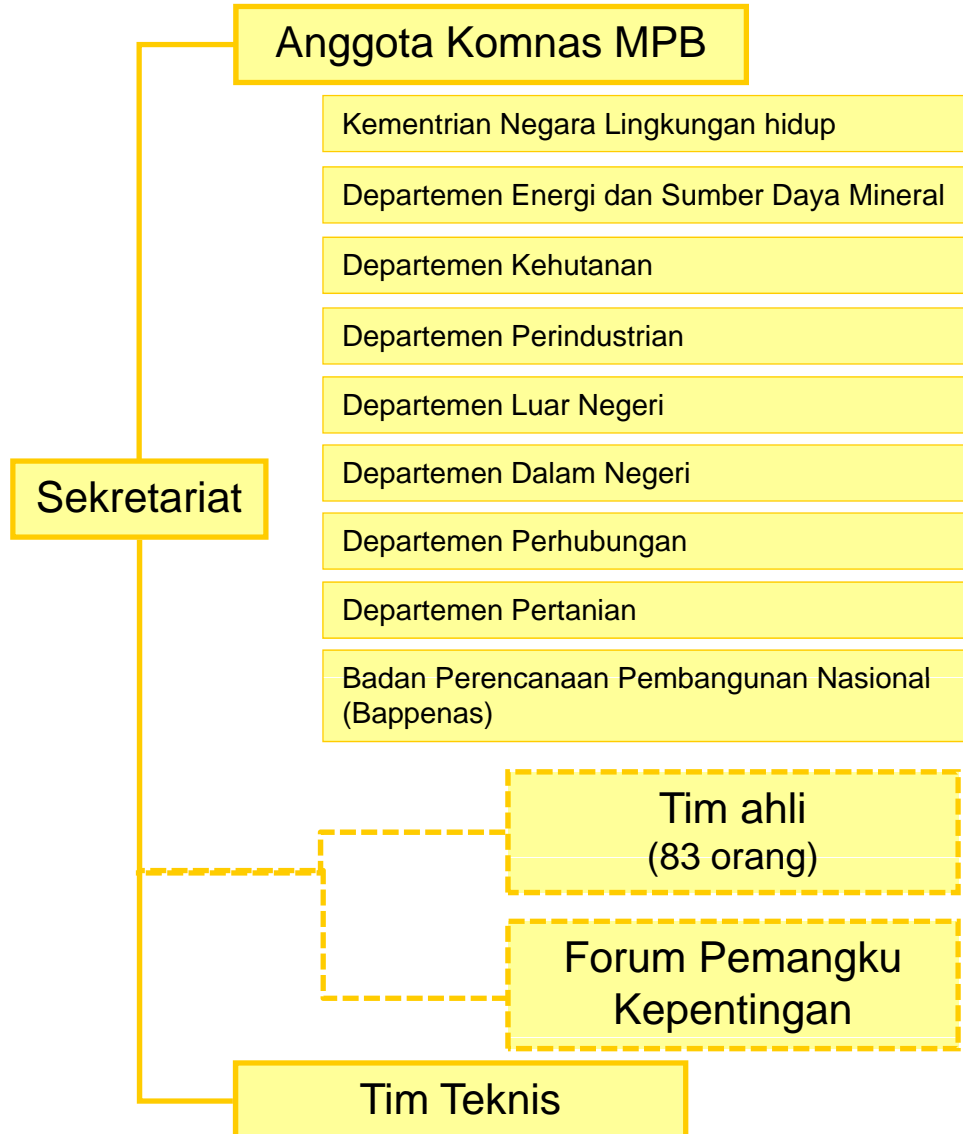 Anggota Komnas MPB
Kementrian Negara Lingkungan hidup
Departemen Energi dan Sumber Daya Mineral
Departemen Kehutanan
Departemen Perindustrian
Departemen Luar Negeri
Departemen Dalam Negeri
Sekretariat
Departemen Perhubungan
Departemen Pertanian
Badan Perencanaan Pembangunan Nasional
(Bappenas)
Tim ahli
(83 orang)
Forum Pemangku
Kepentingan
Tim Teknis